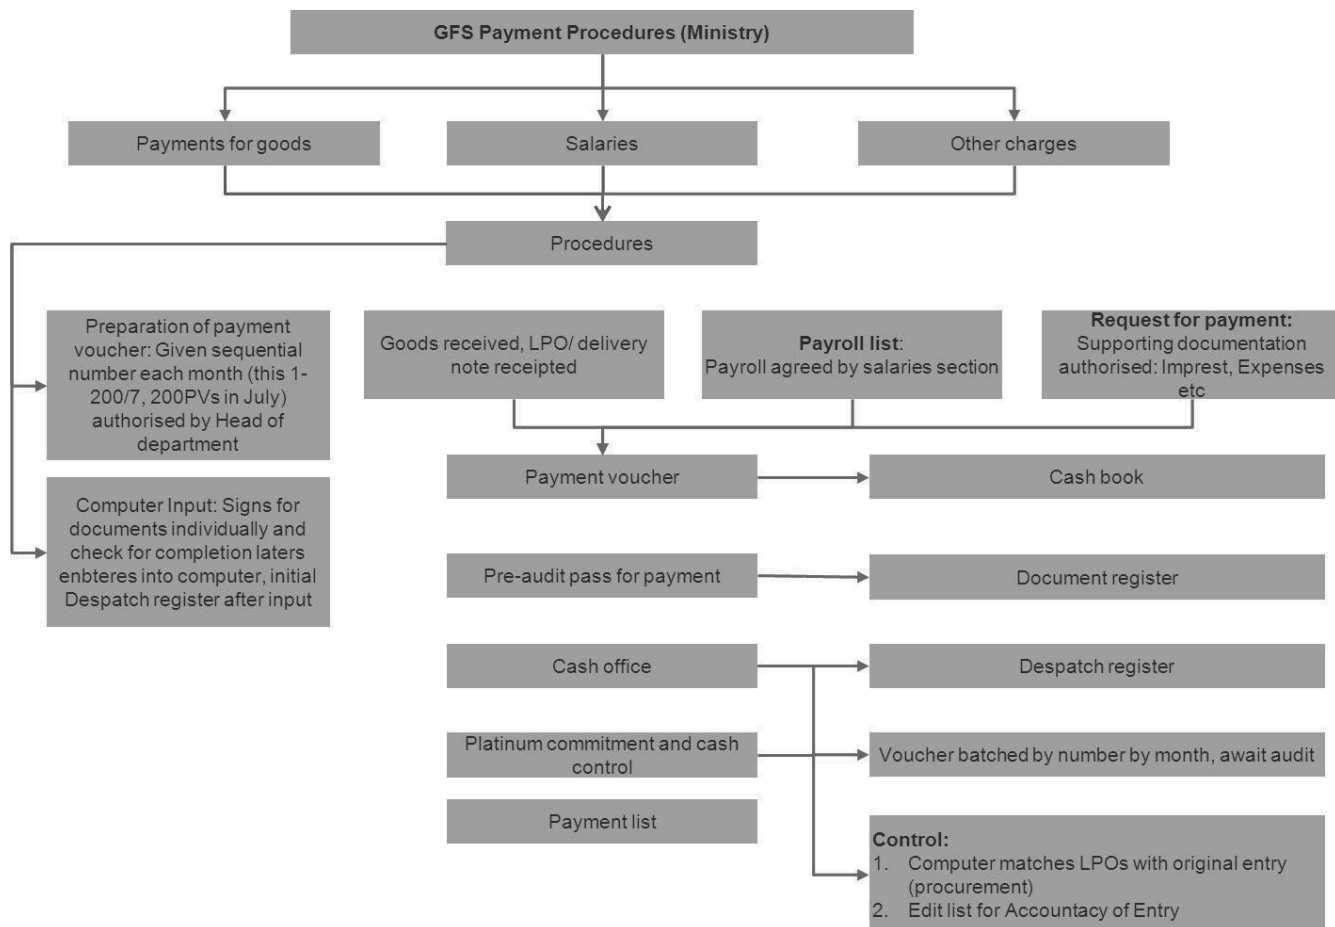 GFS Payment Procedures (Ministry)
Payments for goods
Salaries
Other charges
Procedures
Preparation of payment
voucher: Given sequential
number each month (this 1-
200/7, 200PVs in July)
authorised by Head of
department
Goods received, LPO/ delivery
note receipted
Payroll list:
Payroll agreed by salaries section
Request for payment:
Supporting documentation
authorised: Imprest, Expenses
etc
Payment voucher
Cash book
Computer Input: Signs for
documents individually and
check for completion laters
enbteres into computer, initial
Despatch register after input
Pre-audit pass for payment
Document register
Cash office
Despatch register
Platinum commitment and cash
control
Voucher batched by number by month, await audit
Payment list
Control:
1. Computer matches LPOs with original entry
(procurement)
2. Edit list for Accountacy of Entry